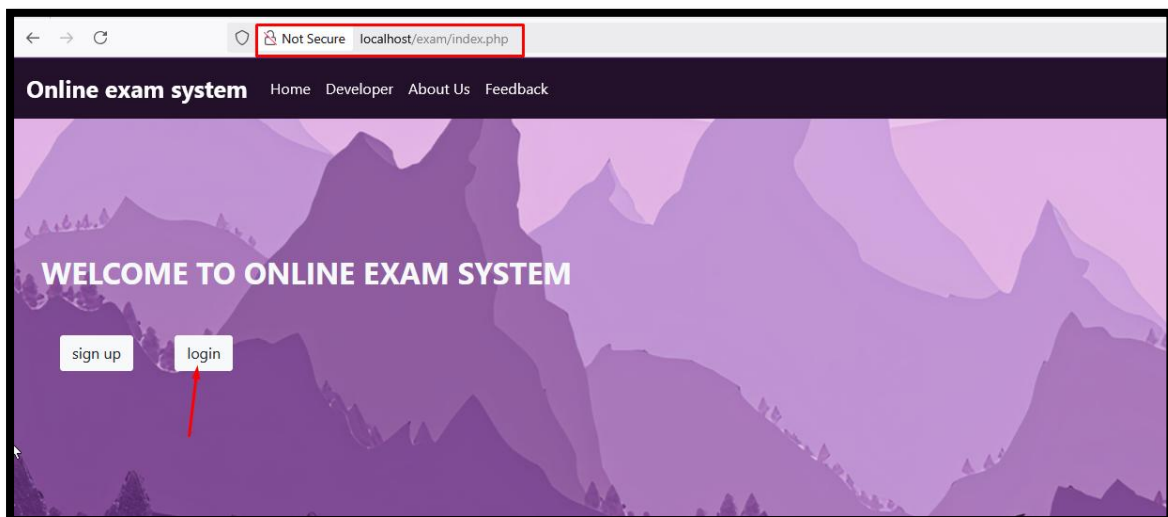 Not Secure localhost/exam/index.php
Online exam system Home Developer About Us Feedback
WELCOME TO ONLINE EXAM SYSTEM
sign up login